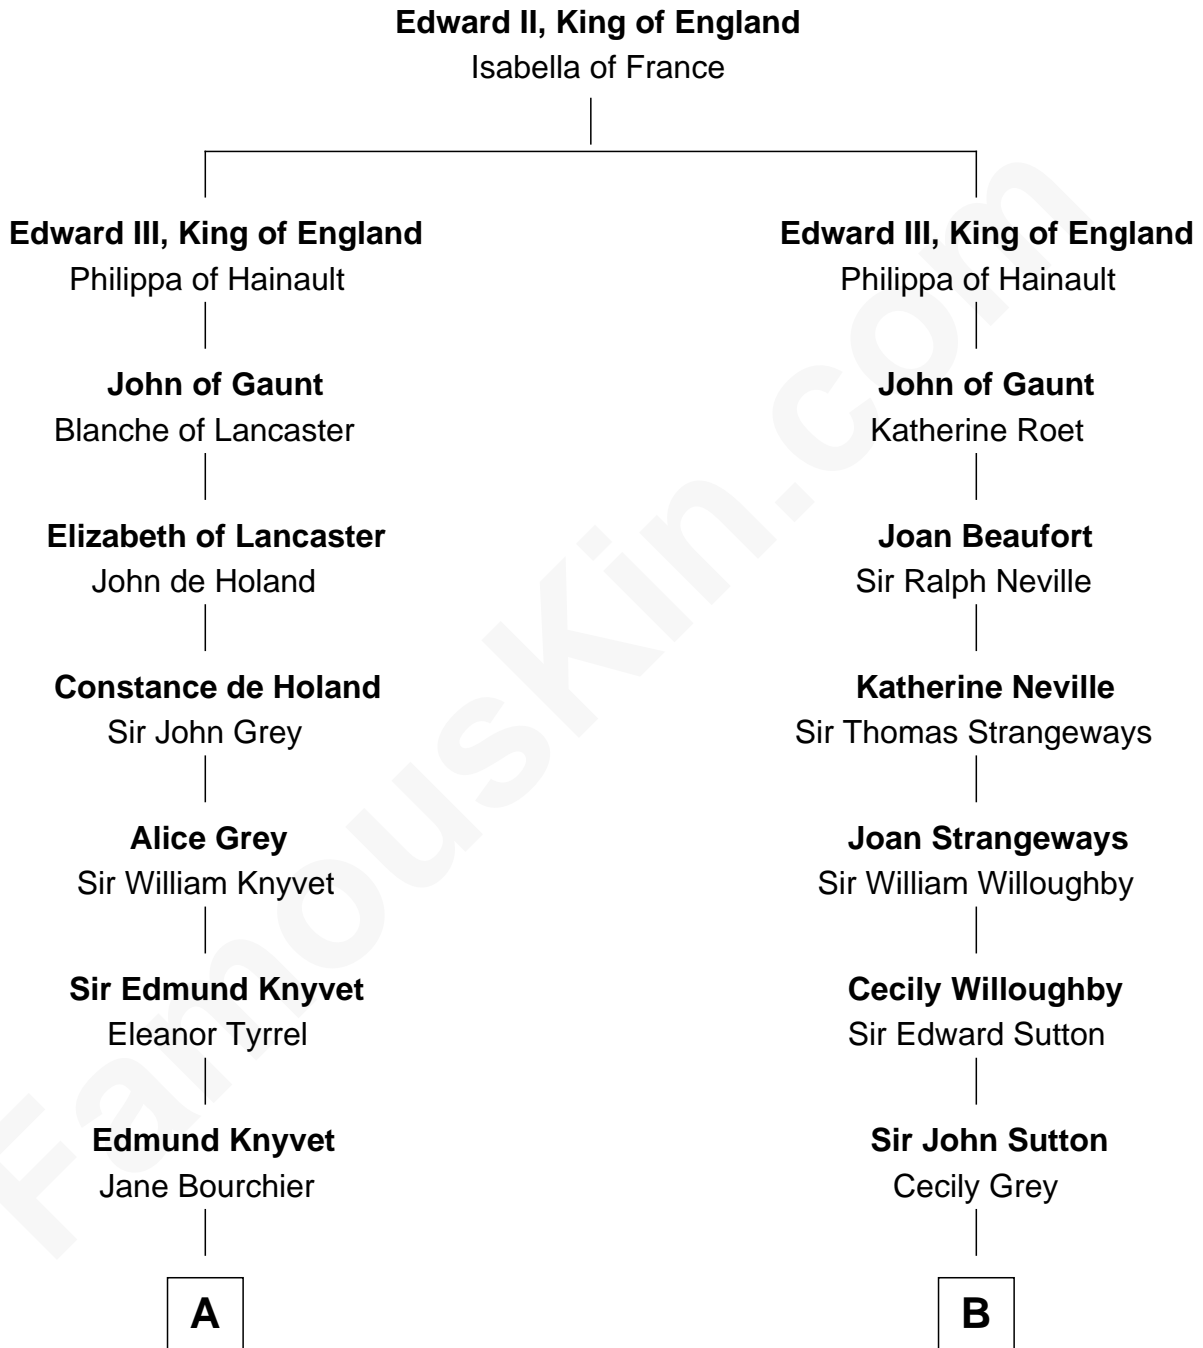 Edward II, King of England
Isabella of France
Edward III, King of England
Philippa of Hainault
John of Gaunt
Blanche of Lancaster
Elizabeth of Lancaster
John de Holand
Constance de Holand
Sir John Grey
Alice Grey
Sir William Knyvet
Sir Edmund Knyvet
Eleanor Tyrrel
Edmund Knyvet
Jane Bourchier
A
Edward III, King of England
Philippa of Hainault
John of Gaunt
Katherine Roet
Joan Beaufort
Sir Ralph Neville
Katherine Neville
Sir Thomas Strangeways
Joan Strangeways
Sir William Willoughby
Cecily Willoughby
Sir Edward Sutton
Sir John Sutton
Cecily Grey
B
FamousKin.com